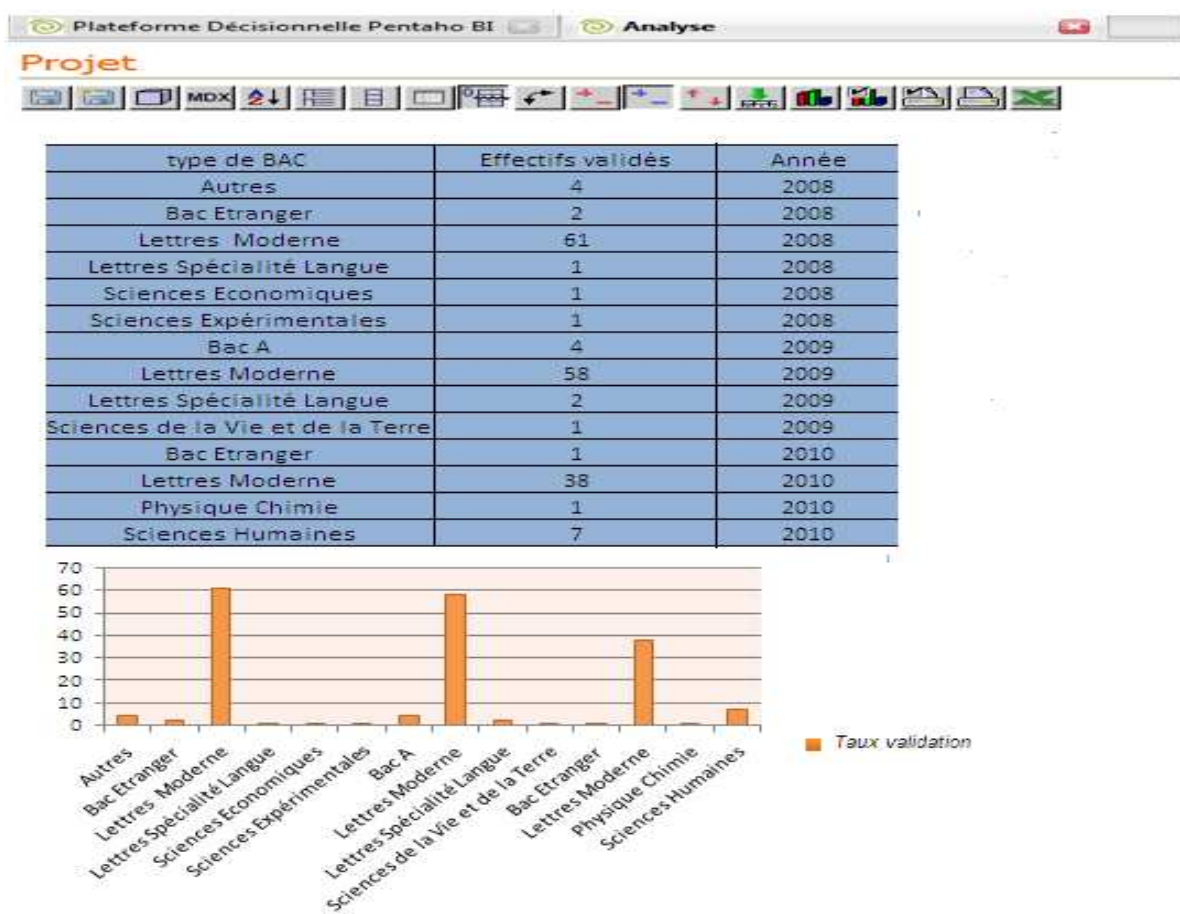 Plateforme Décisionnelle Pentaho BI Analyse
Projet
MDX
type de BAC Effectifs validés Année
Autres 4 2008
Bac Etranger 2 2008
Lettres Moderne 61 2008
Lettres Spécialité Langue 1 2008
Sciences Economiques 1 2008
Sciences Expérimentales 1 2008
Bac A 4 2009
Lettres Moderne 58 2009
Lettres Spécialité Langue 2 2009
Sciences de la Vie et de la Terre 1 2009
Bac Etranger 1 2010
Lettres Moderne 38 2010
Physique Chimie 1 2010
Sciences Humaines 7 2010
70
60
50
40
30
20
10
0
Autres
Bac Etranger
Lettres Moderne
Lettres Spécialité Langue
Sciences Economiques
Sciences Expérimentales
Bac A
Lettres Moderne
Lettres Spécialité Langue
Sciences de la Vie et de la Terre
Bac Etranger
Lettres Moderne
Physique Chimie
Sciences Humaines
Taux validation